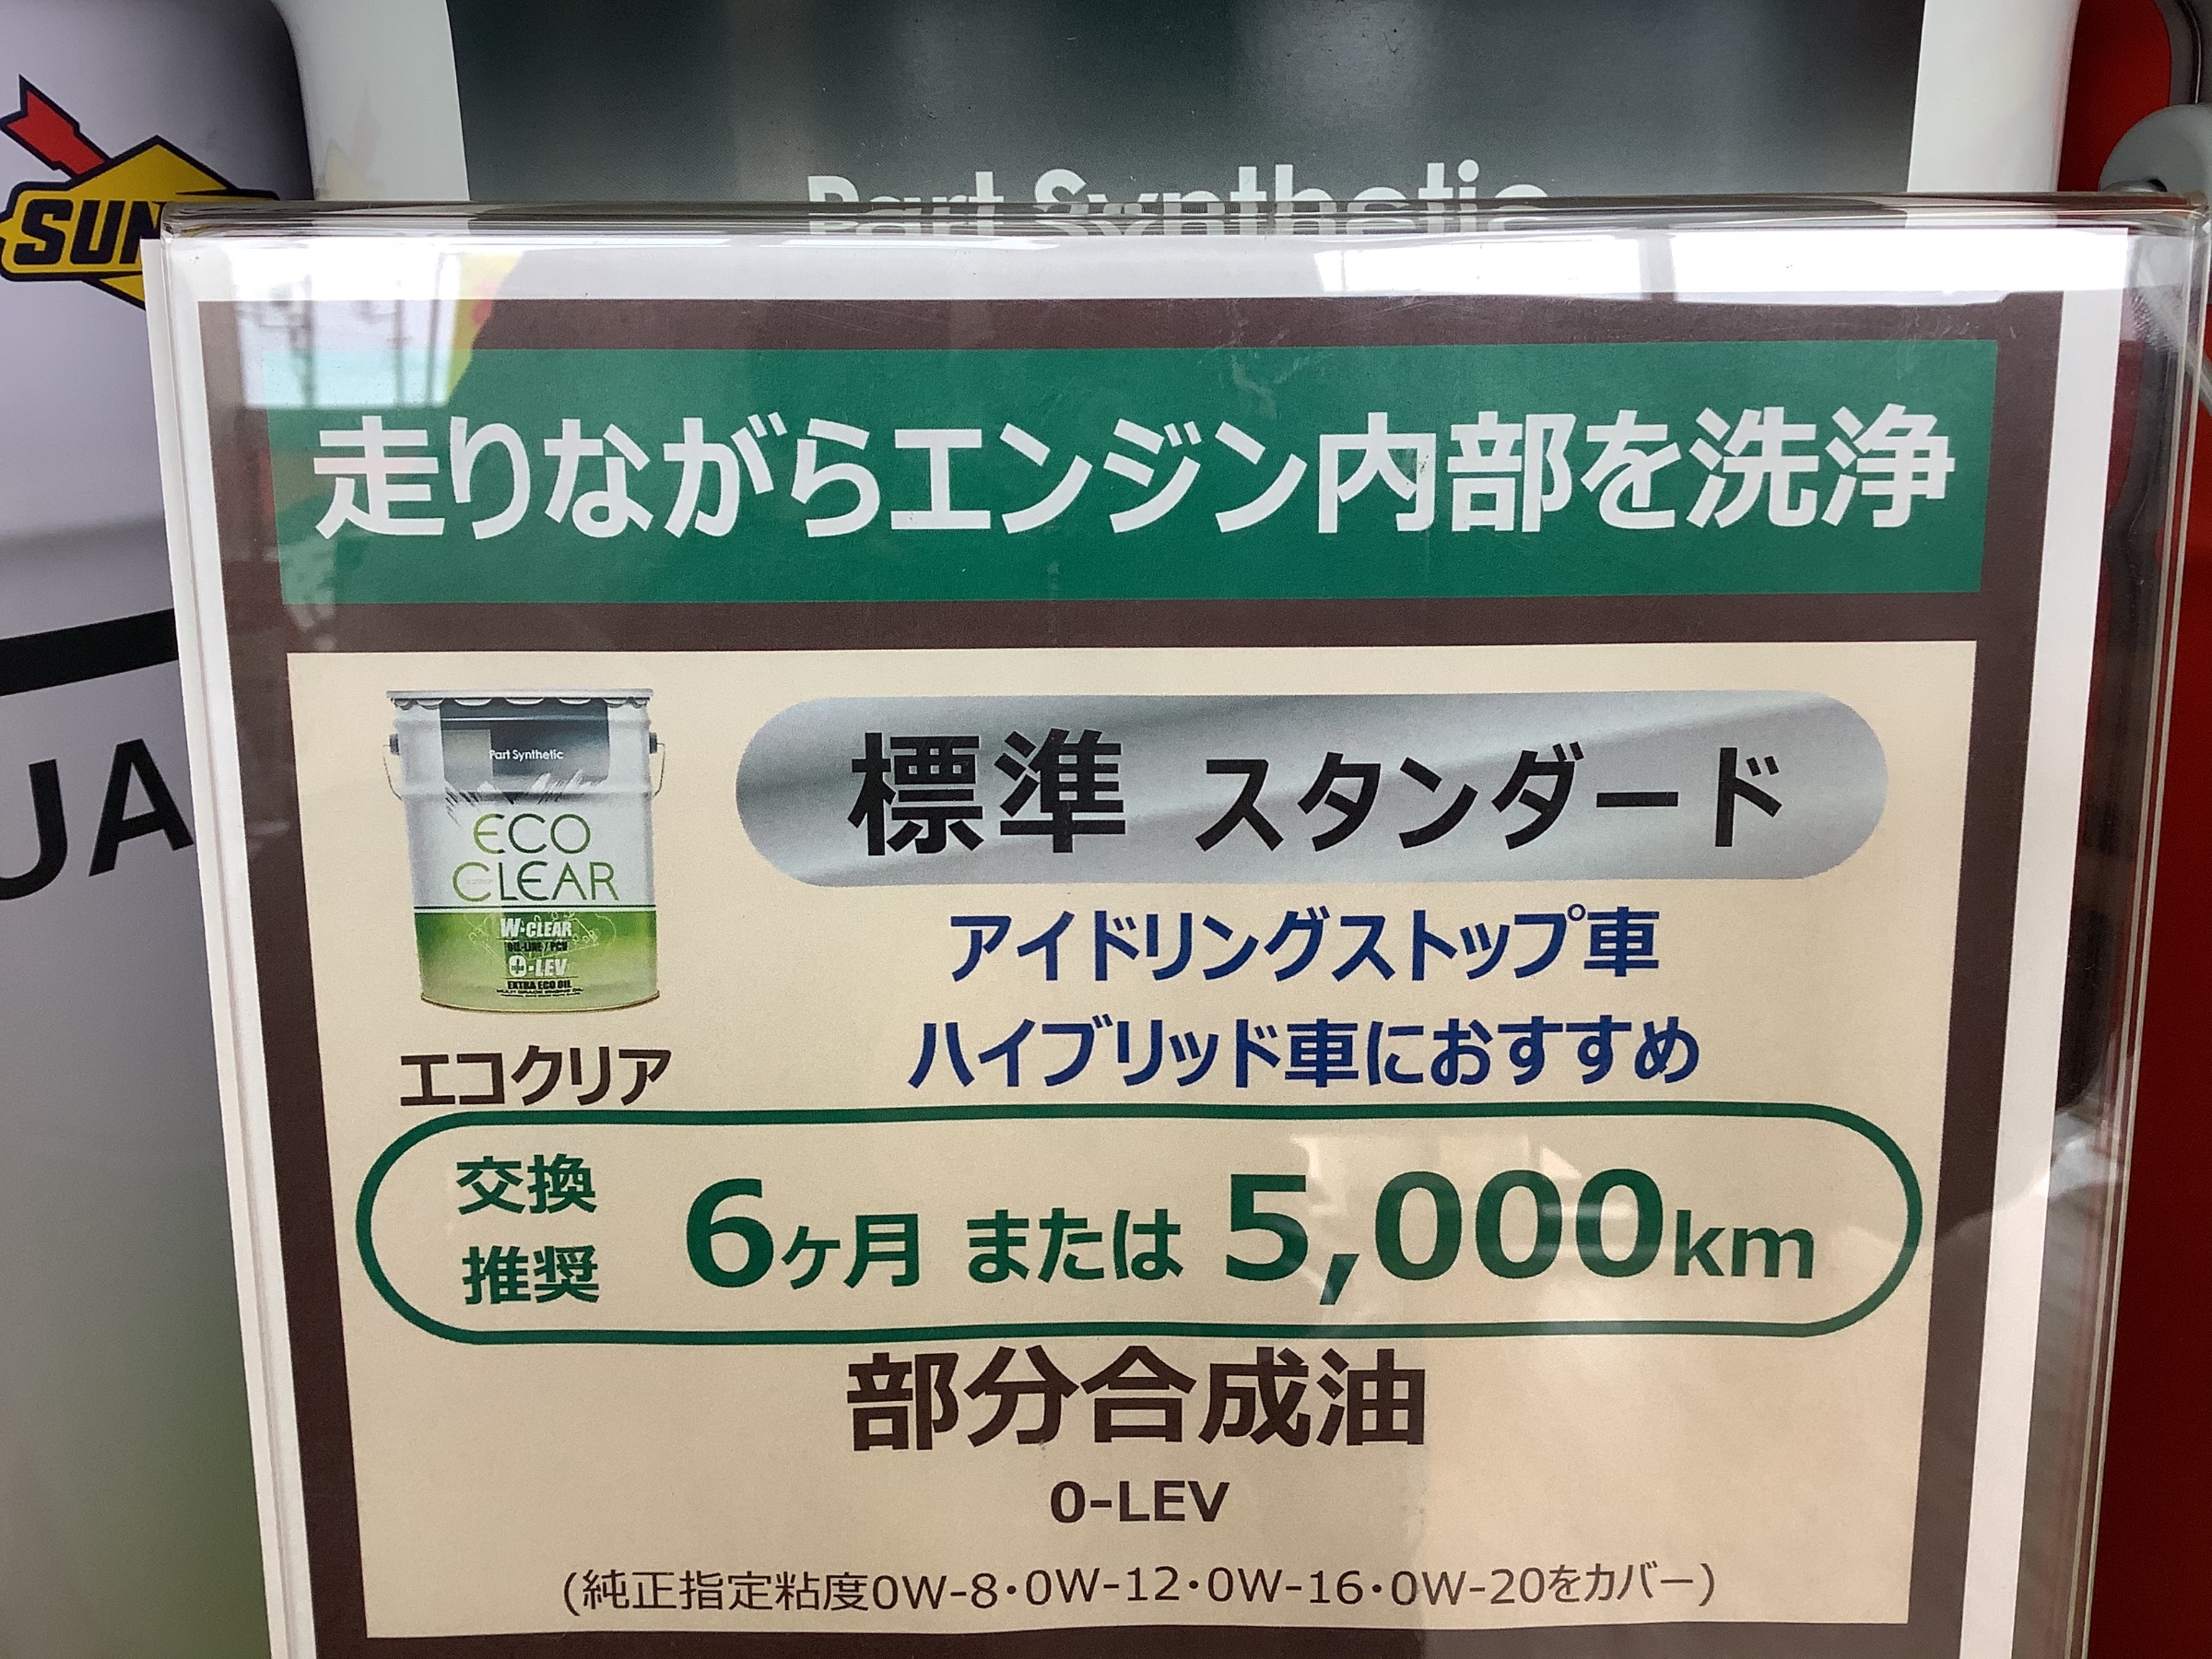 Part Synthetic
走りながらエンジン内部を洗浄
Part Synthetic
ECO
CLEAR
W·CLEAR
OIL-LINE / PCV
0-LEV
EXTRA ECO OIL
エコクリア
標準 スタンダード
アイドリングストップ車
ハイブリッド車におすすめ
交換
推奨
6ヶ月 または 5,000km
部分合成油
0-LEV
(純正指定粘度0W-8・0W-12・0W-16・0W-20をカバー)